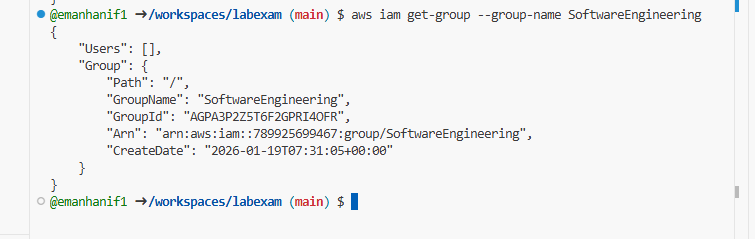 @emanhanif1 ➜/workspaces/labexam (main) $ aws iam get-group --group-name SoftwareEngineering
{
    "Users": [],
    "Group": {
        "Path": "/",
        "GroupName": "SoftwareEngineering",
        "GroupId": "AGPA3P2Z5T6F2GPRI4OFR",
        "Arn": "arn:aws:iam::789925699467:group/SoftwareEngineering",
        "CreateDate": "2026-01-19T07:31:05+00:00"
    }
}
@emanhanif1 ➜/workspaces/labexam (main) $